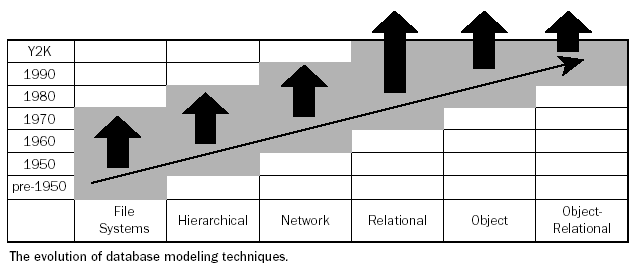 Y2K
1990
1980
1970
1960
1950
pre-1950
File
Systems
Hierarchical
Network
Relational
Object
Object-
Relational
The evolution of database modeling techniques.